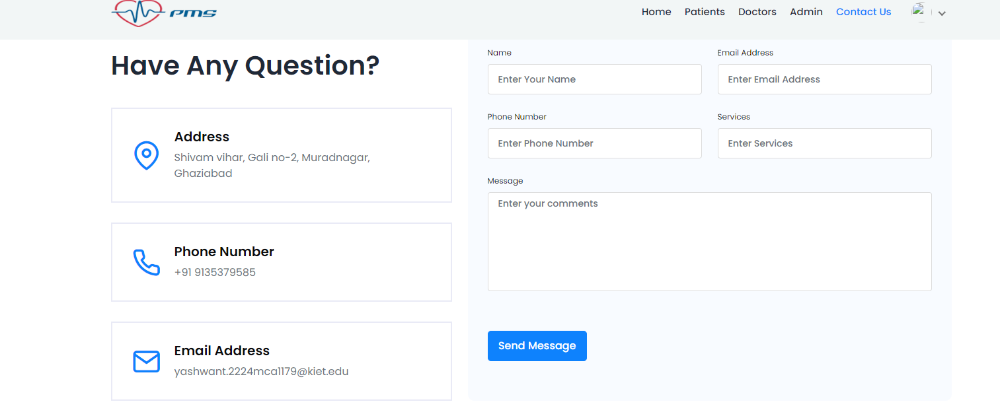 PMS
Home Patients Doctors Admin Contact Us
Have Any Question?
Address
Shivam vihar, Gali no-2, Muradnagar,
Ghaziabad
Phone Number
+91 9135379585
Email Address
yashwant.2224mca1179@kiet.edu
Name
Enter Your Name
Email Address
Enter Email Address
Phone Number
Enter Phone Number
Services
Enter Services
Message
Enter your comments
Send Message